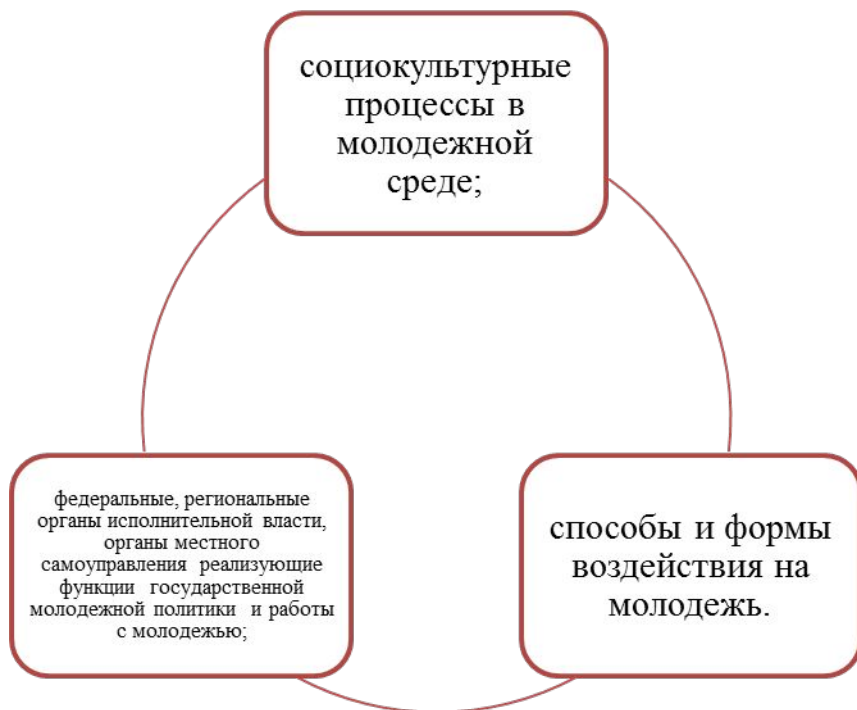 социокультурные
процессы в
молодежной
среде;
федеральные, региональные
органы исполнительной власти,
органы местного
самоуправления реализующие
функции государственной
молодежной политики и работы
с молодежью;
способы и формы
воздействия на
молодежь.